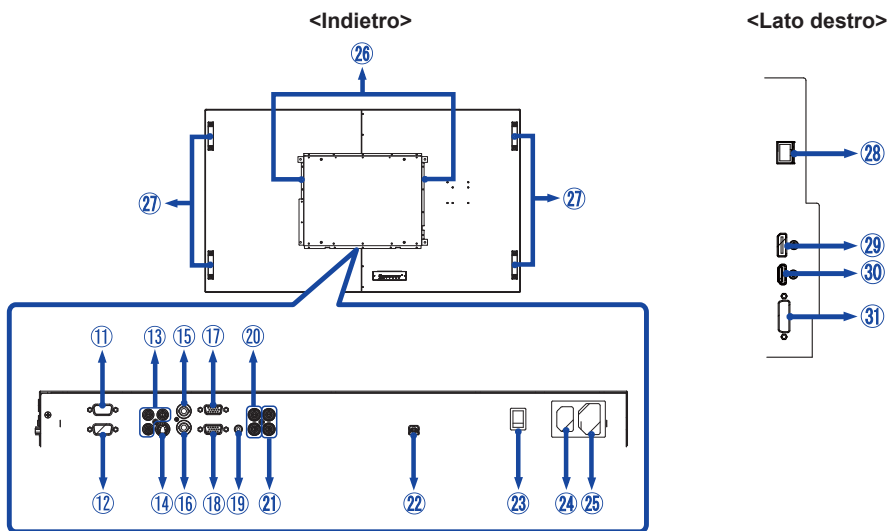 <Indietro> <Lato destro>
㉖
㉘
㉗ ㉗
㉙
㉚
㉛
⑪ ⑬ ⑮ ⑰ ⑳
⑫ ⑭ ⑯ ⑱ ⑲ ㉑ ㉒ ㉓ ㉔ ㉕